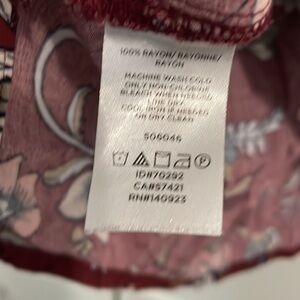 100% RAYON/ RAYONNE/
RAYON
MACHINE WASH COLD
ONLY NON-CHLORINE
BLEACH WHEN NEEDED
LINE DRY
COOL IRON IF NEEDED
OR DRY CLEAN
S06046
ID#70292
CA#57421
RN#140923